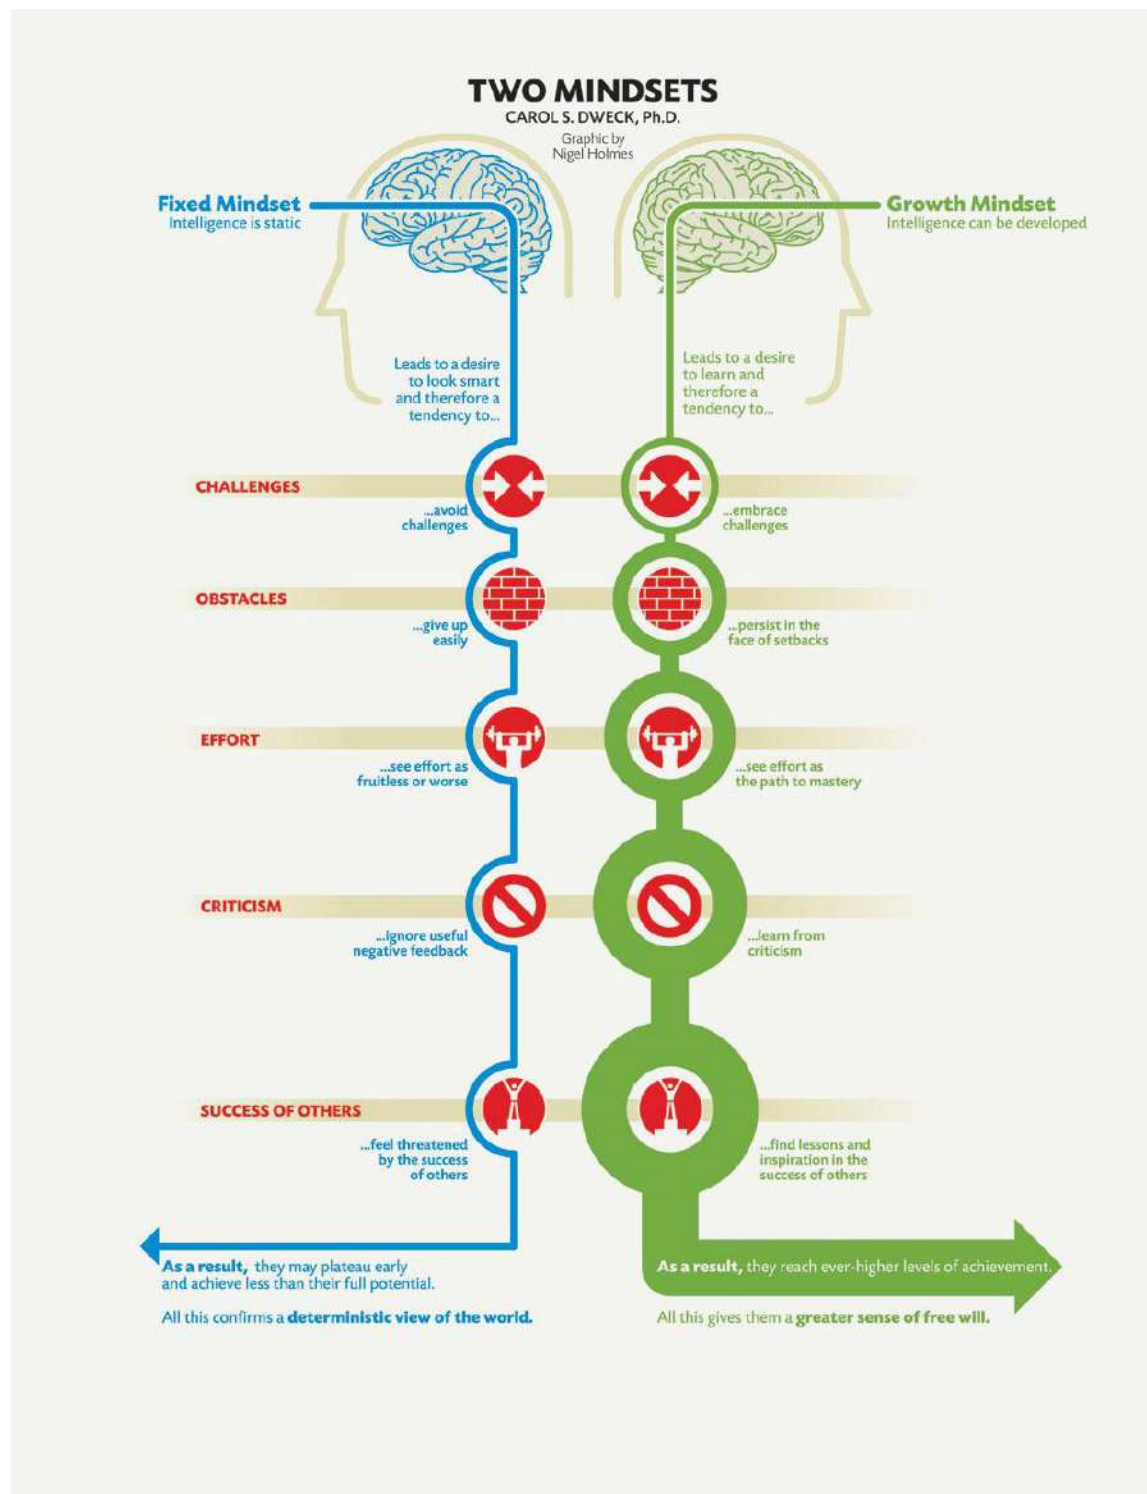 TWO MINDSETS
CAROL S. DWECK, Ph.D.
Graphic by
Nigel Holmes
Fixed Mindset
Intelligence is static
Growth Mindset
Intelligence can be developed
Leads to a desire
to look smart
and therefore a
tendency to...
Leads to a desire
to learn and
therefore a
tendency to...
CHALLENGES
...avoid
challenges
...embrace
challenges
OBSTACLES
...give up
easily
...persist in the
face of setbacks
EFFORT
...see effort as
fruitless or worse
...see effort as
the path to mastery
CRITICISM
...ignore useful
negative feedback
...learn from
criticism
SUCCESS OF OTHERS
...feel threatened
by the success
of others
...find lessons and
inspiration in the
success of others
As a result, they may plateau early
and achieve less than their full potential.
All this confirms a deterministic view of the world.
As a result, they reach ever-higher levels of achievement.
All this gives them a greater sense of free will.